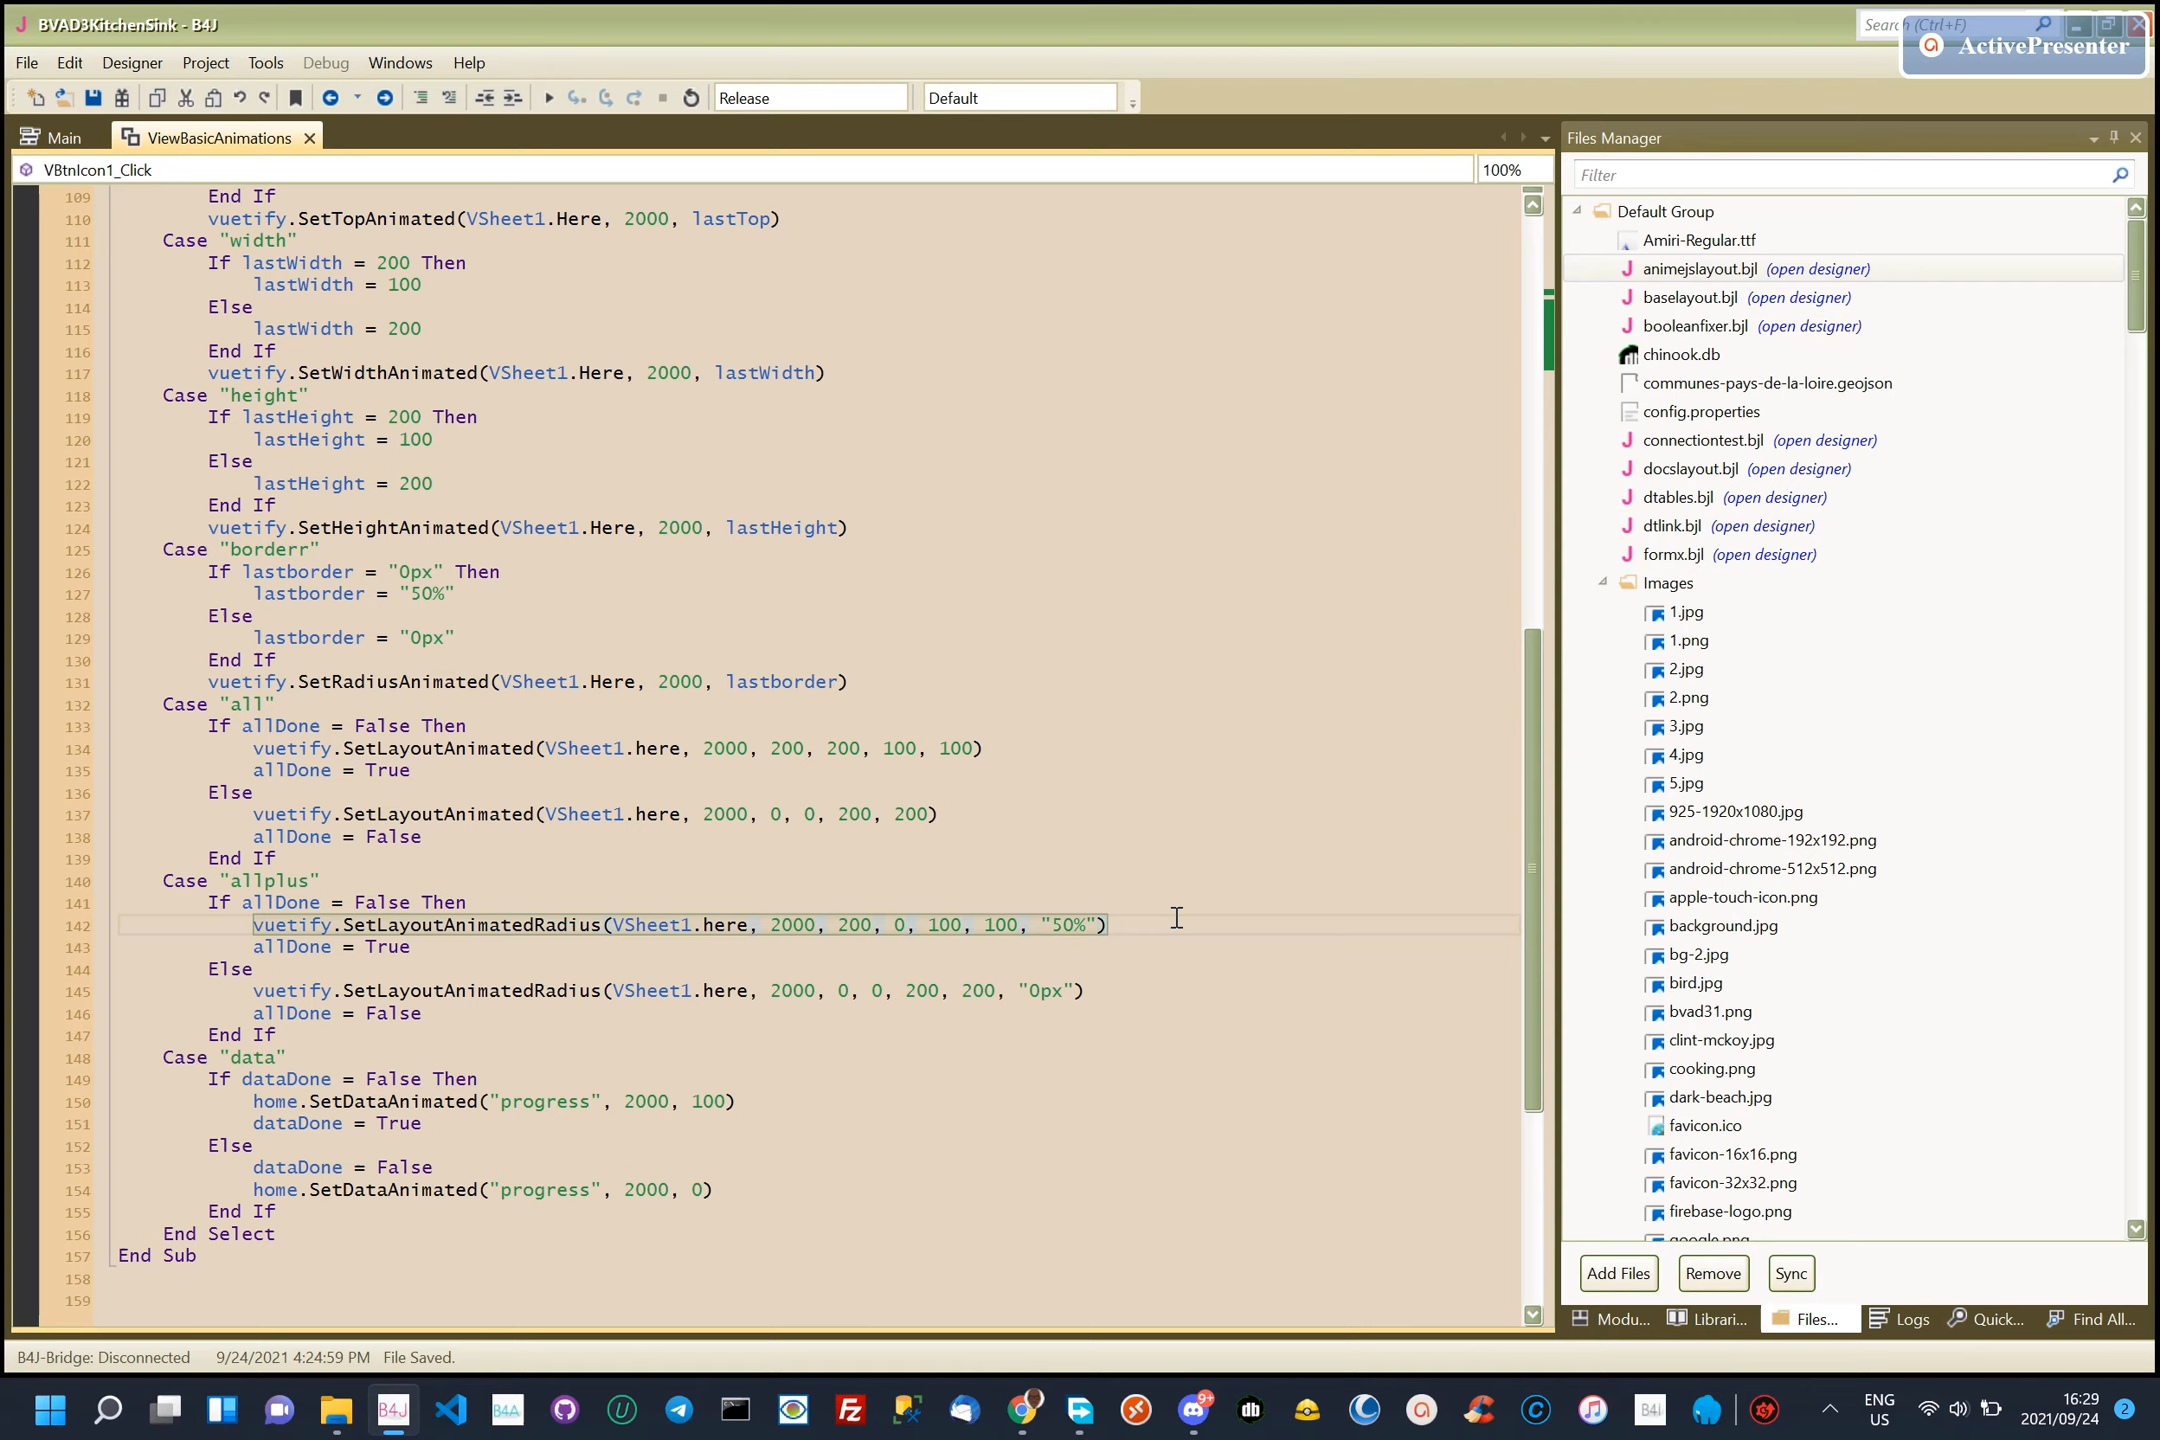 BVAD3KitchenSink - B4J
Search (Ctrl+F)
ActivePresenter
File Edit Designer Project Tools Debug Windows Help
Release
Default
Main
ViewBasicAnimations
Files Manager
VBtnIcon1_Click
100%
109 End If
110 vuetify.SetTopAnimated(VSheet1.Here, 2000, lastTop)
111 Case "width"
112 If lastWidth = 200 Then
113 lastWidth = 100
114 Else
115 lastWidth = 200
116 End If
117 vuetify.SetWidthAnimated(VSheet1.Here, 2000, lastWidth)
118 Case "height"
119 If lastHeight = 200 Then
120 lastHeight = 100
121 Else
122 lastHeight = 200
123 End If
124 vuetify.SetHeightAnimated(VSheet1.Here, 2000, lastHeight)
125 Case "borderr"
126 If lastborder = "0px" Then
127 lastborder = "50%"
128 Else
129 lastborder = "0px"
130 End If
131 vuetify.SetRadiusAnimated(VSheet1.Here, 2000, lastborder)
132 Case "all"
133 If allDone = False Then
134 vuetify.SetLayoutAnimated(VSheet1.here, 2000, 200, 200, 100, 100)
135 allDone = True
136 Else
137 vuetify.SetLayoutAnimated(VSheet1.here, 2000, 0, 0, 200, 200)
138 allDone = False
139 End If
140 Case "allplus"
141 If allDone = False Then
142 vuetify.SetLayoutAnimatedRadius(VSheet1.here, 2000, 200, 0, 100, 100, "50%")
143 allDone = True
144 Else
145 vuetify.SetLayoutAnimatedRadius(VSheet1.here, 2000, 0, 0, 200, 200, "0px")
146 allDone = False
147 End If
148 Case "data"
149 If dataDone = False Then
150 home.SetDataAnimated("progress", 2000, 100)
151 dataDone = True
152 Else
153 dataDone = False
154 home.SetDataAnimated("progress", 2000, 0)
155 End If
156 End Select
157 End Sub
158
159
Filter
Default Group
Amiri-Regular.ttf
animejslayout.bjl (open designer)
baselayout.bjl (open designer)
booleanfixer.bjl (open designer)
chinook.db
communes-pays-de-la-loire.geojson
config.properties
connectiontest.bjl (open designer)
docslayout.bjl (open designer)
dtables.bjl (open designer)
dtlink.bjl (open designer)
formx.bjl (open designer)
Images
1.jpg
1.png
2.jpg
2.png
3.jpg
4.jpg
5.jpg
925-1920x1080.jpg
android-chrome-192x192.png
android-chrome-512x512.png
apple-touch-icon.png
background.jpg
bg-2.jpg
bird.jpg
bvad31.png
clint-mckoy.jpg
cooking.png
dark-beach.jpg
favicon.ico
favicon-16x16.png
favicon-32x32.png
firebase-logo.png
google.png
Add Files
Remove
Sync
Modu... Librari... Files... Logs Quick... Find All...
B4J-Bridge: Disconnected 9/24/2021 4:24:59 PM File Saved.
B4J
B4A
FZ
9+
db
B4i
ENG
US
16:29
2021/09/24
2